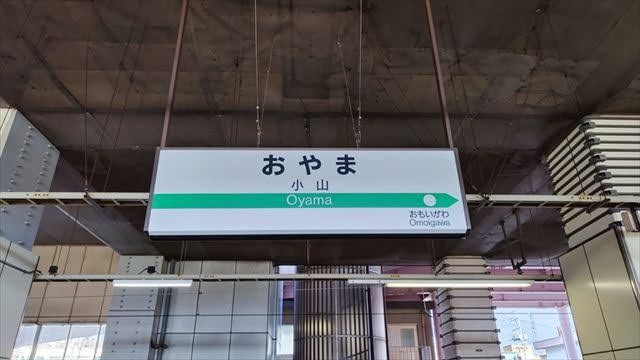 おやま
小山
Oyama
おもいがわ
Omoigawa